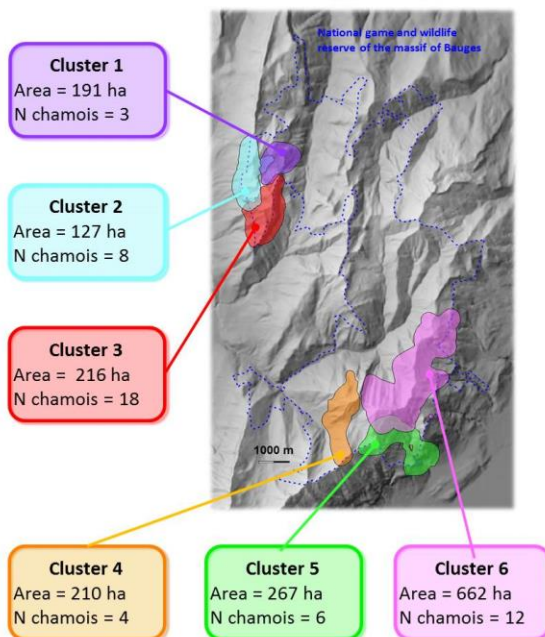 National game and wildlife
reserve of the massif of Bauges
Cluster 1
Area = 191 ha
N chamois = 3
Cluster 2
Area = 127 ha
N chamois = 8
Cluster 3
Area = 216 ha
N chamois = 18
1000 m
Cluster 4
Area = 210 ha
N chamois = 4
Cluster 5
Area = 267 ha
N chamois = 6
Cluster 6
Area = 662 ha
N chamois = 12